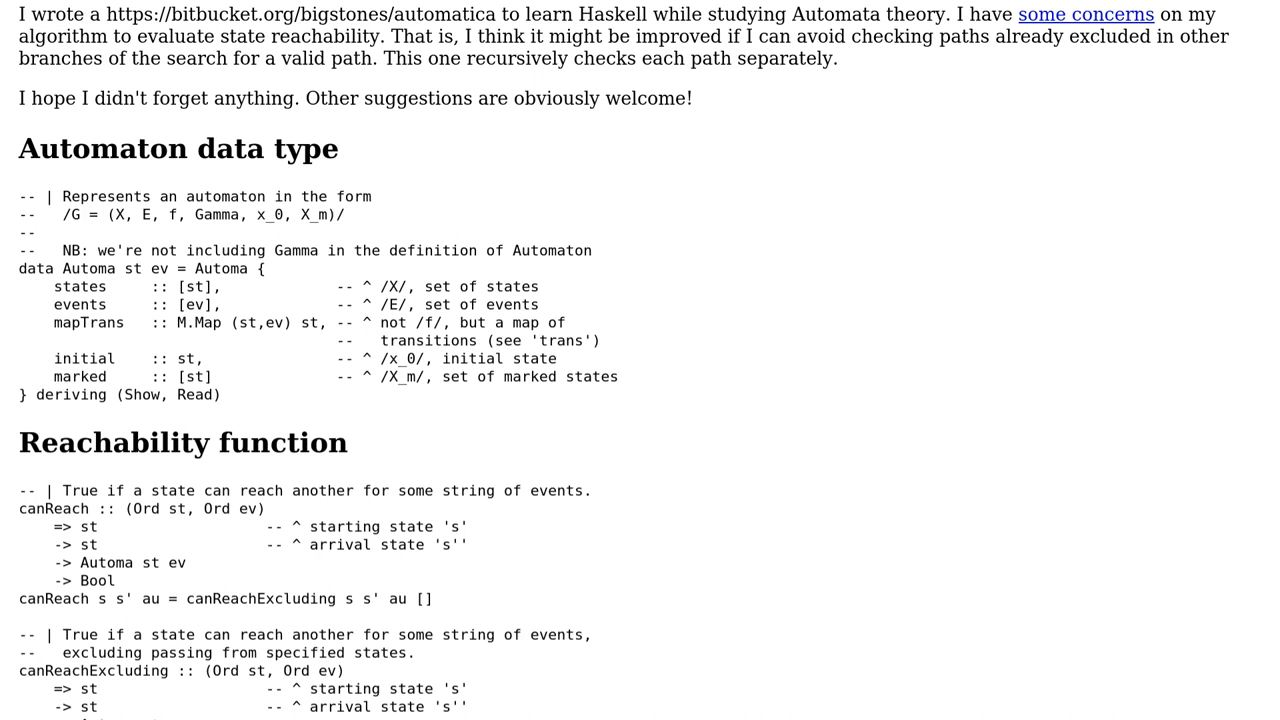 I wrote a https://bitbucket.org/bigstones/automatica to learn Haskell while studying Automata theory. I have some concerns on my
algorithm to evaluate state reachability. That is, I think it might be improved if I can avoid checking paths already excluded in other
branches of the search for a valid path. This one recursively checks each path separately.
I hope I didn't forget anything. Other suggestions are obviously welcome!
Automaton data type
-- | Represents an automaton in the form
--   /G = (X, E, f, Gamma, x_0, X_m)/
--
--   NB: we're not including Gamma in the definition of Automaton
data Automa st ev = Automa {
    states     :: [st],             -- ^ /X/, set of states
    events     :: [ev],             -- ^ /E/, set of events
    mapTrans   :: M.Map (st,ev) st, -- ^ not /f/, but a map of
                                    --   transitions (see 'trans')
    initial    :: st,               -- ^ /x_0/, initial state
    marked     :: [st]              -- ^ /X_m/, set of marked states
} deriving (Show, Read)
Reachability function
-- | True if a state can reach another for some string of events.
canReach :: (Ord st, Ord ev)
    => st                   -- ^ starting state 's'
    -> st                   -- ^ arrival state 's''
    -> Automa st ev
    -> Bool
canReach s s' au = canReachExcluding s s' au []
-- | True if a state can reach another for some string of events,
--   excluding passing from specified states.
canReachExcluding :: (Ord st, Ord ev)
    => st                   -- ^ starting state 's'
    -> st                   -- ^ arrival state 's''